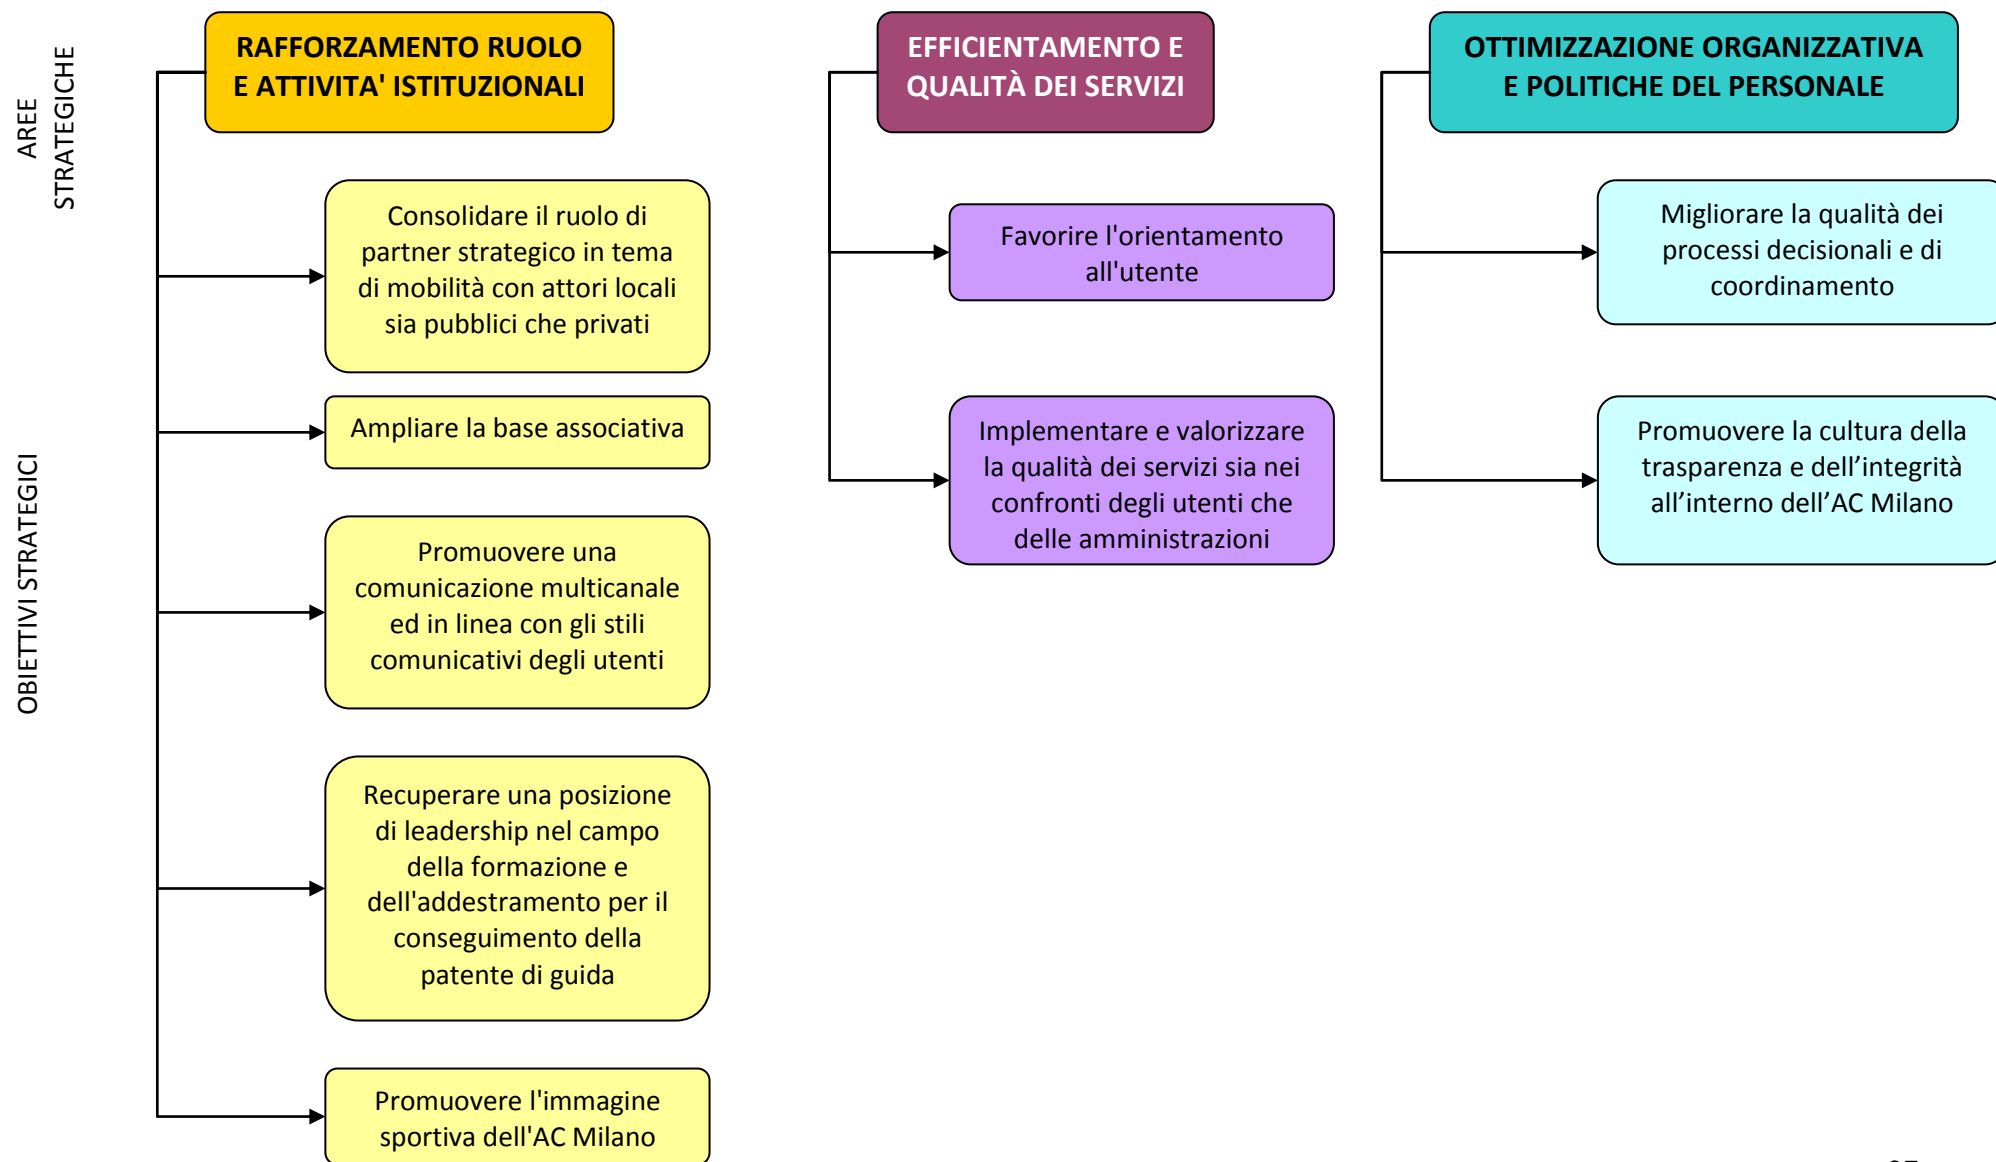 AREE
STRATEGICHE
OBIETTIVI STRATEGICI
RAFFORZAMENTO RUOLO
E ATTIVITA' ISTITUZIONALI
Consolidare il ruolo di
partner strategico in tema
di mobilità con attori locali
sia pubblici che privati
Ampliare la base associativa
Promuovere una
comunicazione multicanale
ed in linea con gli stili
comunicativi degli utenti
Recuperare una posizione
di leadership nel campo
della formazione e
dell'addestramento per il
conseguimento della
patente di guida
Promuovere l'immagine
sportiva dell'AC Milano
EFFICIENTAMENTO E
QUALITÀ DEI SERVIZI
Favorire l'orientamento
all'utente
Implementare e valorizzare
la qualità dei servizi sia nei
confronti degli utenti che
delle amministrazioni
OTTIMIZZAZIONE ORGANIZZATIVA
E POLITICHE DEL PERSONALE
Migliorare la qualità dei
processi decisionali e di
coordinamento
Promuovere la cultura della
trasparenza e dell’integrità
all’interno dell’AC Milano